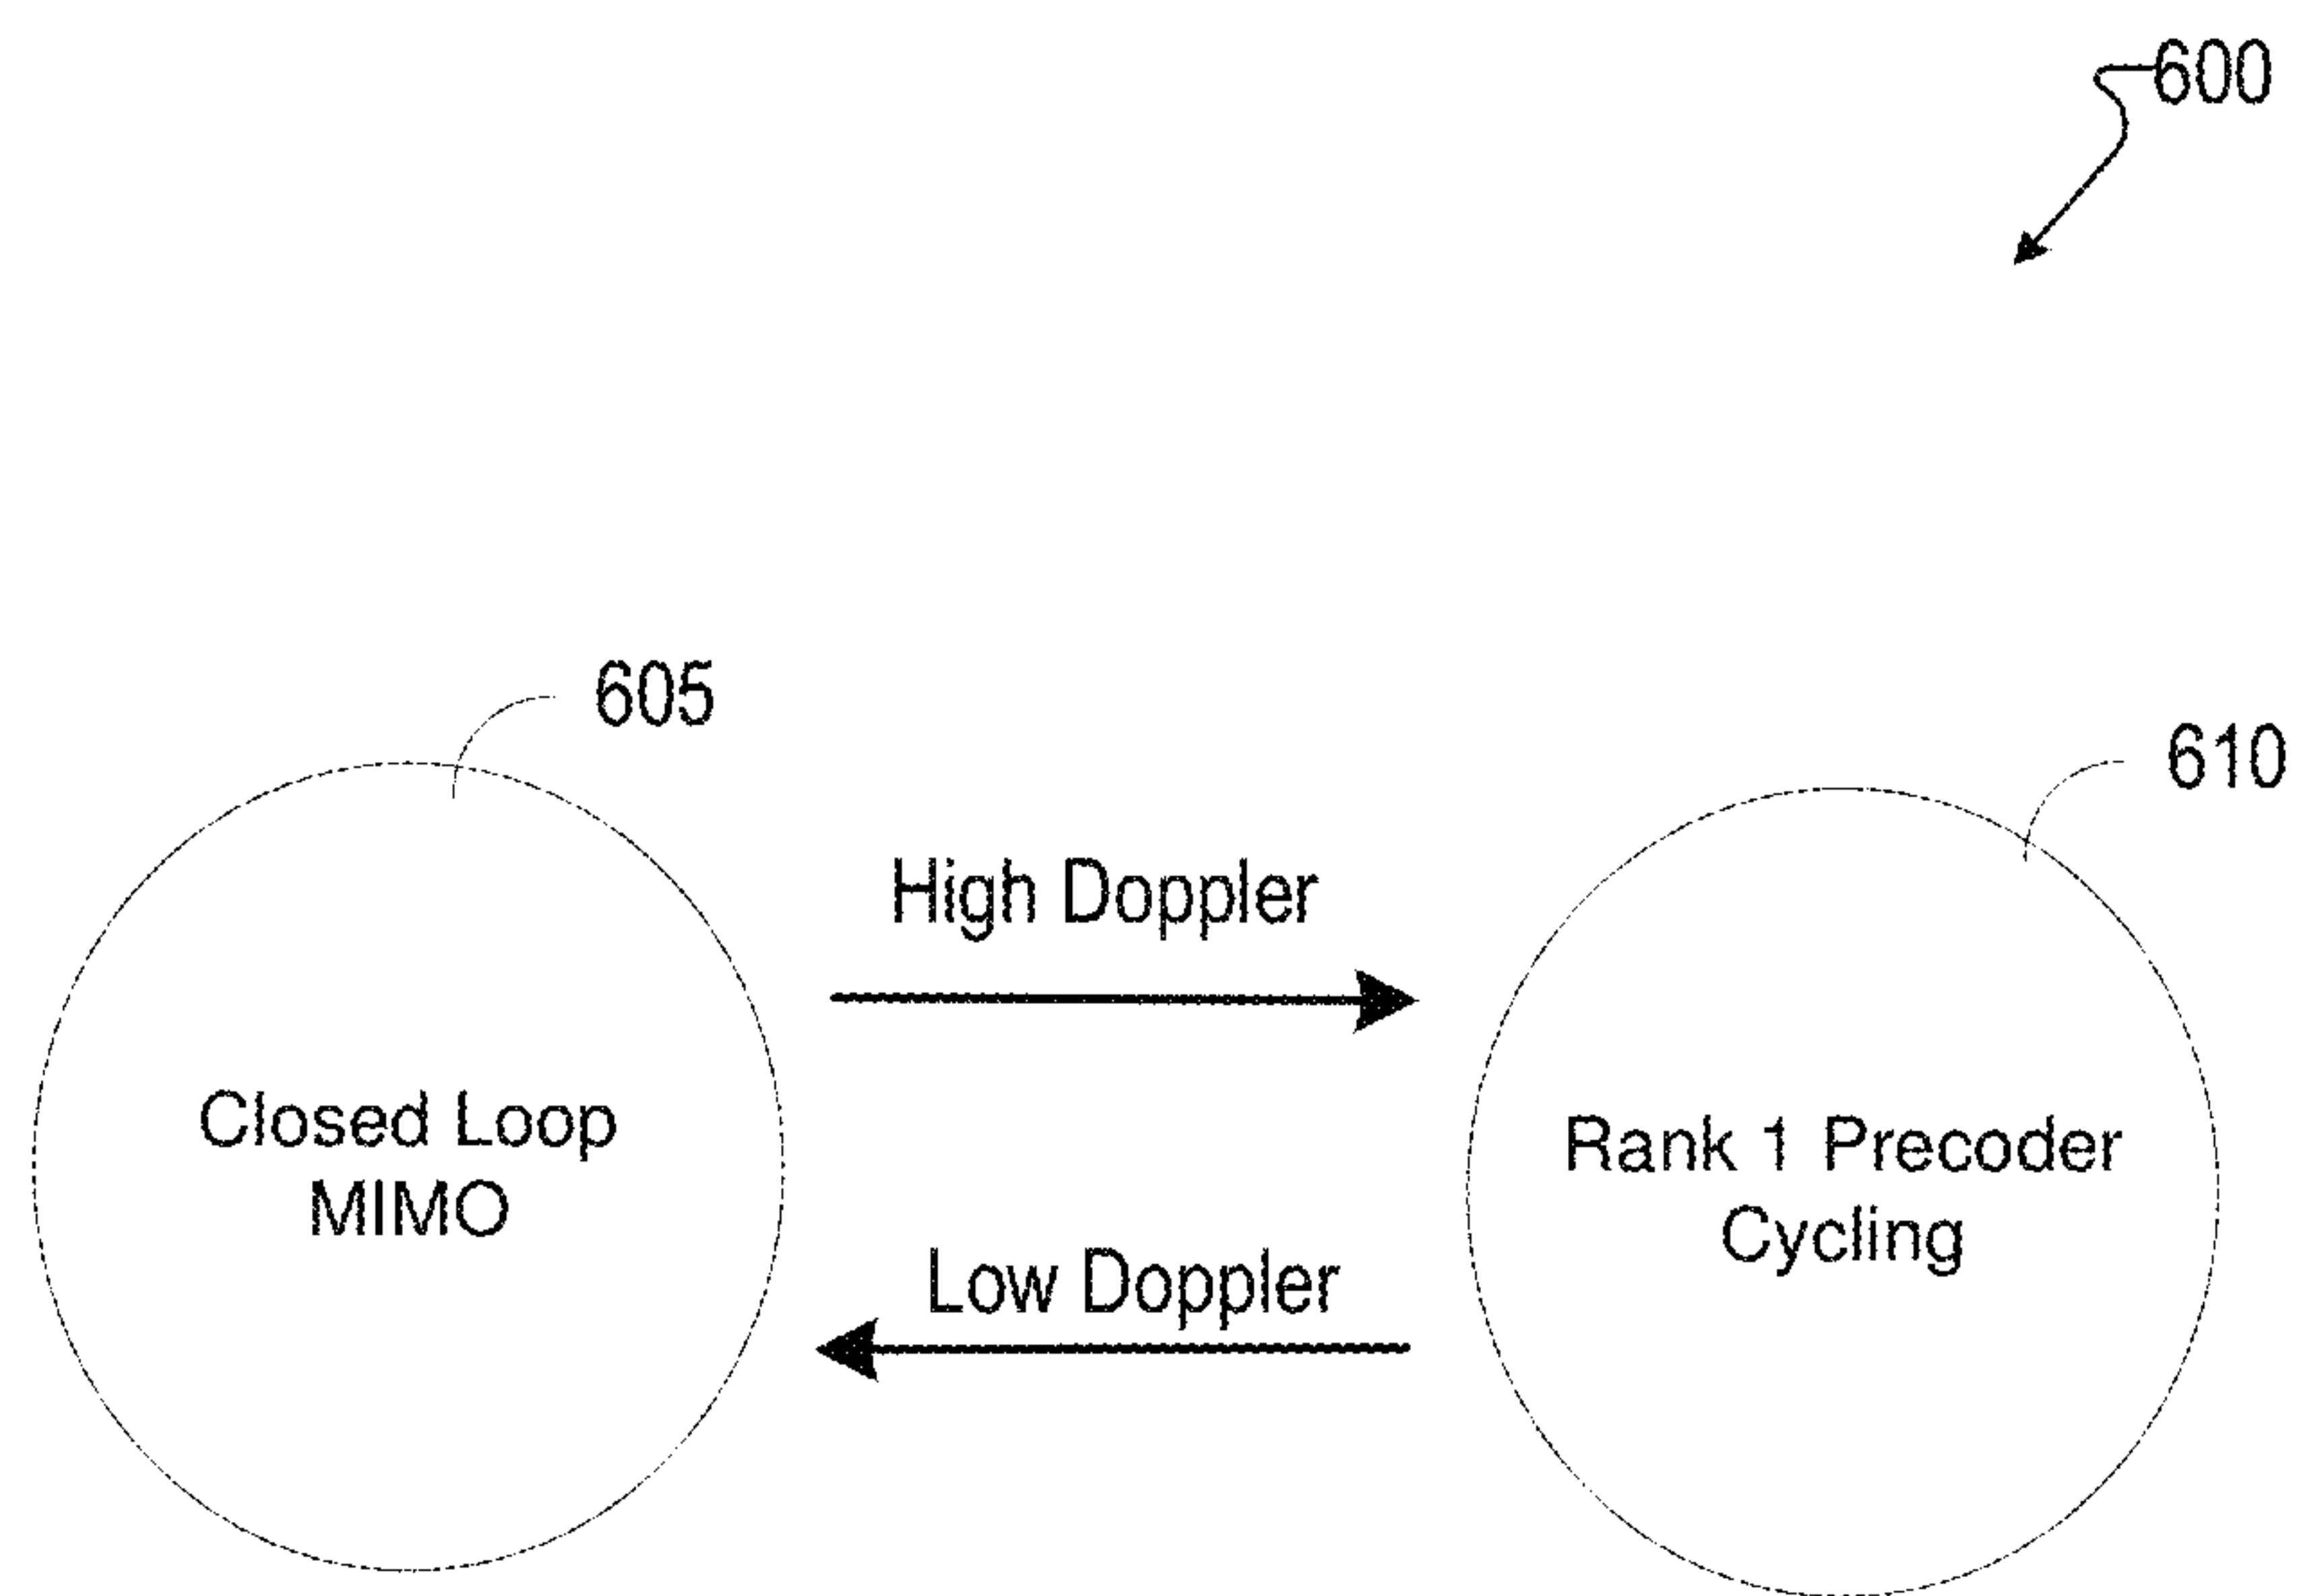 600
605
610
High Doppler
Closed Loop
MIMO
Rank 1 Precoder
Cycling
Low Doppler